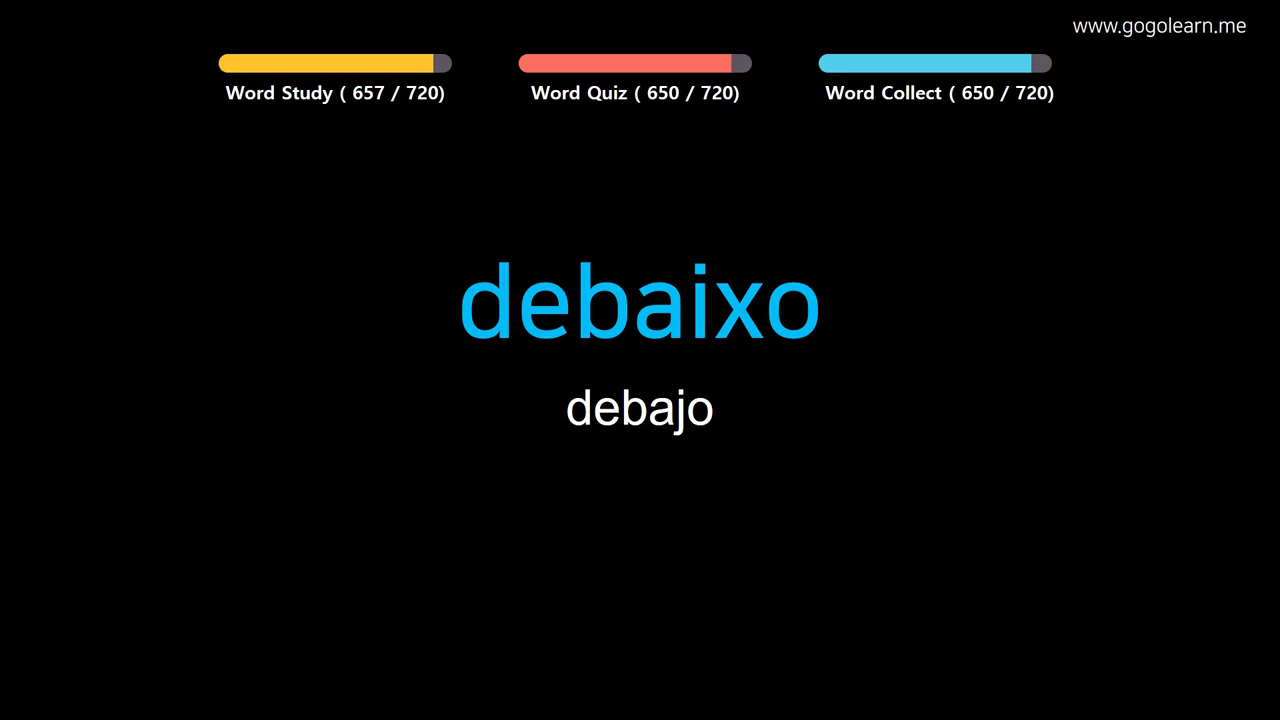 www.gogolearn.me
Word Study ( 657 / 720)
Word Quiz ( 650 / 720)
Word Collect ( 650 / 720)
debaixo
debajo